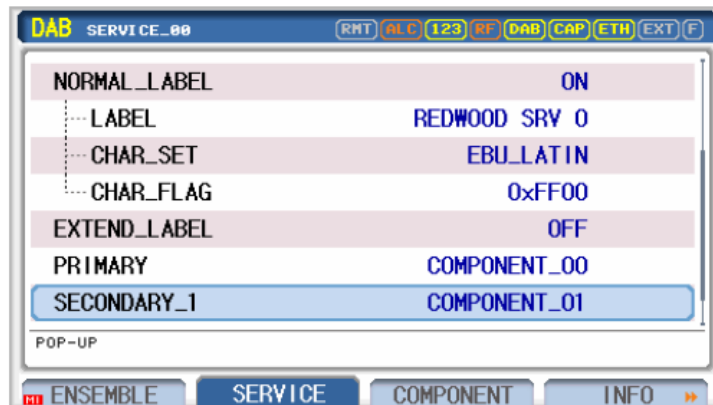 DAB SERVICE_00 RMT ALC 123 RF DAB CAP ETH EXT F
NORMAL_LABEL ON
LABEL REDWOOD SRV 0
CHAR_SET EBU_LATIN
CHAR_FLAG 0xFF00
EXTEND_LABEL OFF
PRIMARY COMPONENT_00
SECONDARY_1 COMPONENT_01
POP-UP
M1 ENSEMBLE SERVICE COMPONENT INFO